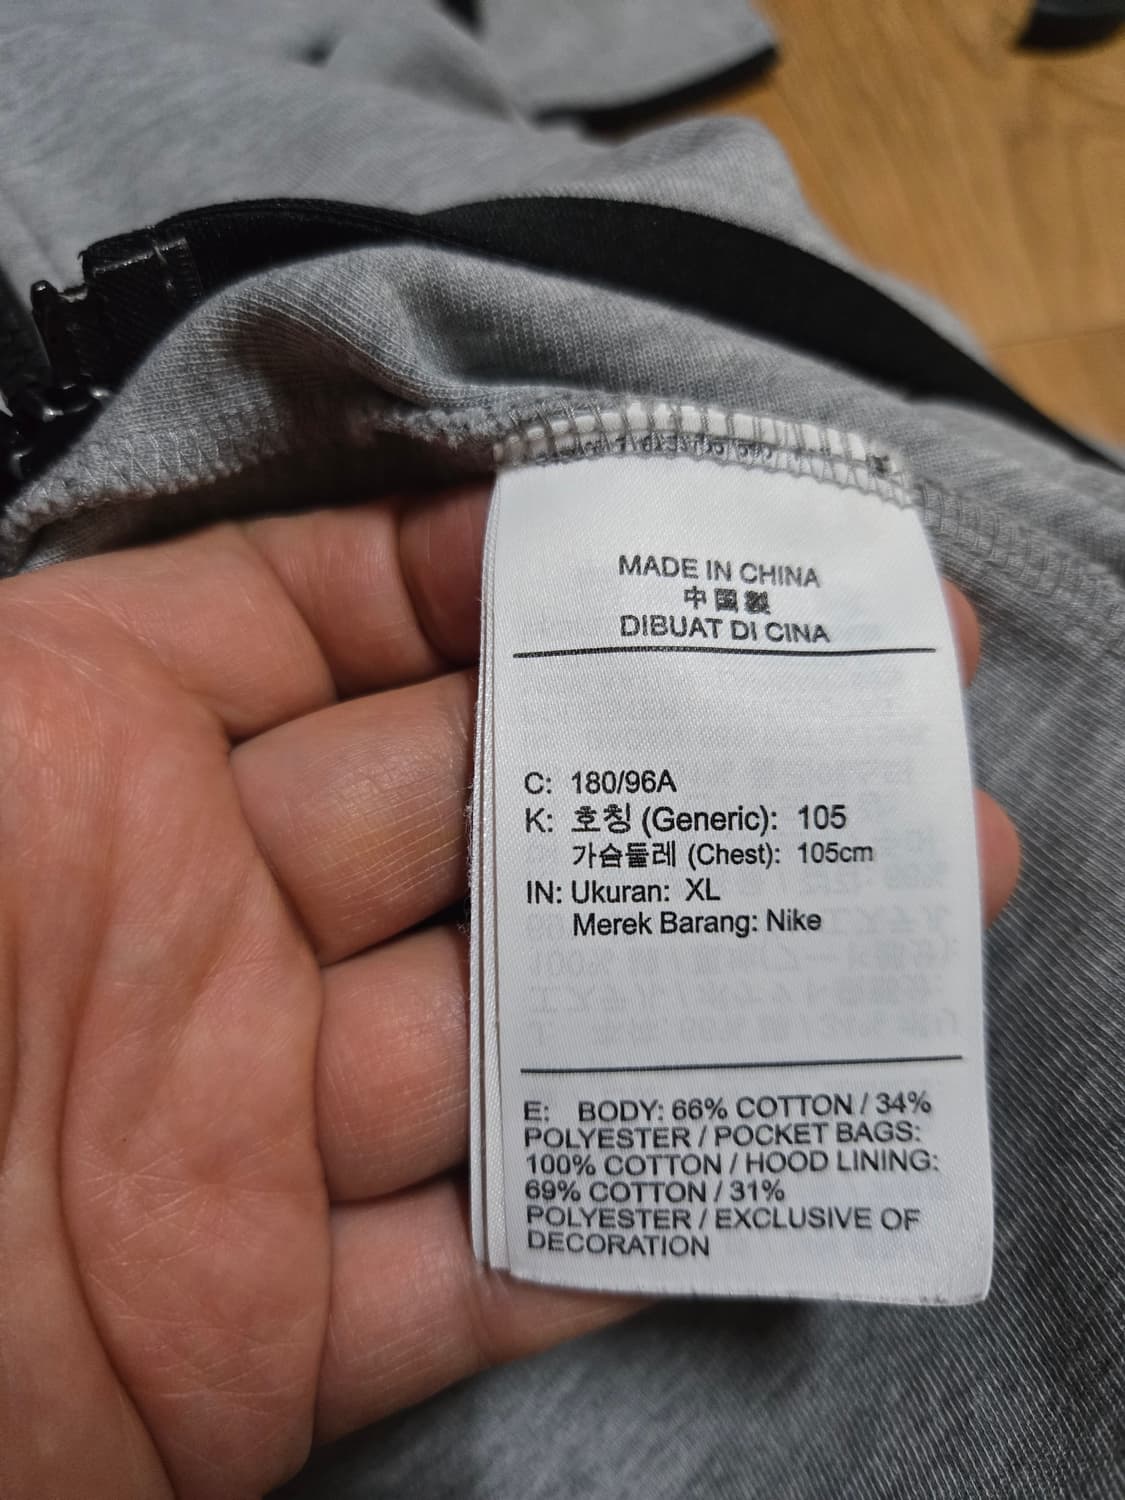 MADE IN CHINA
中国製
DIBUAT DI CINA
C: 180/96A
K: 호칭 (Generic): 105
가슴둘레 (Chest): 105cm
IN: Ukuran: XL
Merek Barang: Nike
E: BODY: 66% COTTON / 34%
POLYESTER / POCKET BAGS:
100% COTTON / HOOD LINING:
69% COTTON / 31%
POLYESTER / EXCLUSIVE OF
DECORATION